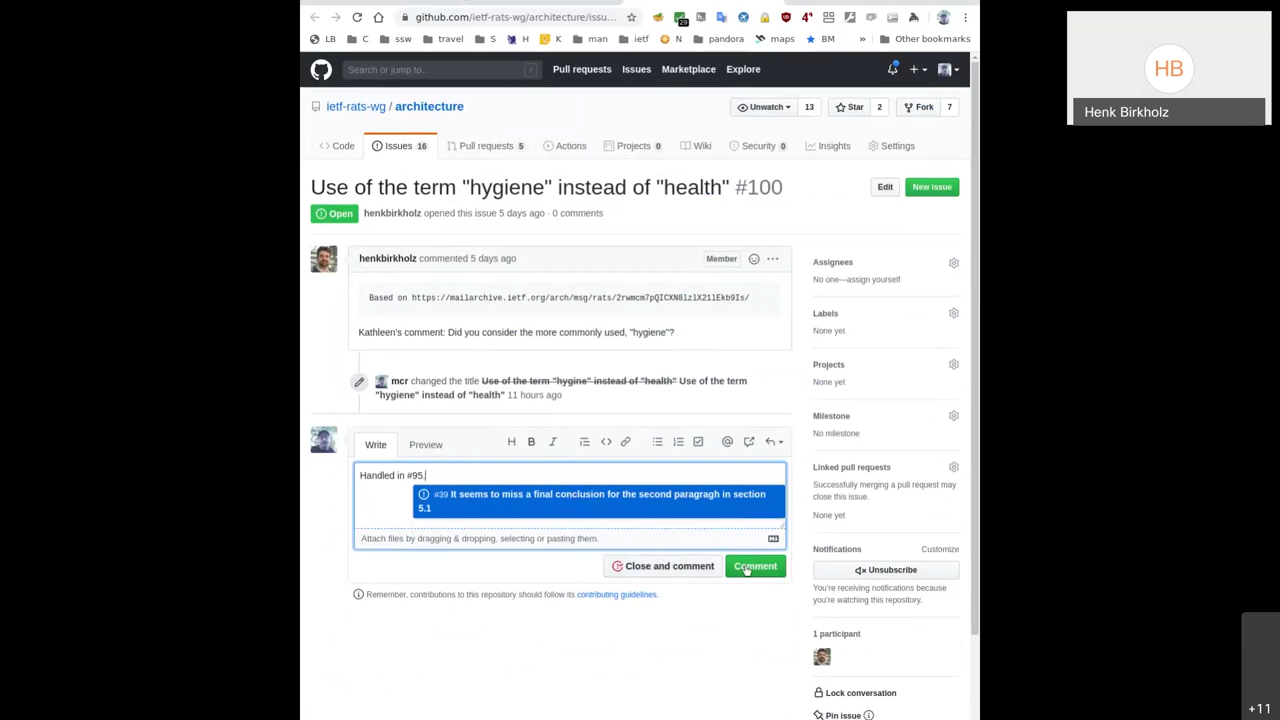 github.com/ietf-rats-wg/architecture/issu...
29
LB C ssw travel S H K man ietf N pandora maps BM » Other bookmarks
Search or jump to... / Pull requests Issues Marketplace Explore
ietf-rats-wg / architecture Unwatch 13 Star 2 Fork 7
Code Issues 16 Pull requests 5 Actions Projects 0 Wiki Security 0 Insights Settings
Use of the term "hygiene" instead of "health" #100 Edit New issue
Open henkbirkholz opened this issue 5 days ago · 0 comments
henkbirkholz commented 5 days ago Member
Based on https://mailarchive.ietf.org/arch/msg/rats/2rwmcm7pQICXN8lzlX21lEkb9Is/
Kathleen's comment: Did you consider the more commonly used, "hygiene"?
mcr changed the title Use of the term "hygine" instead of "health" Use of the term
"hygiene" instead of "health" 11 hours ago
Write Preview
Handled in #95.
#39 It seems to miss a final conclusion for the second paragragh in section
5.1
Attach files by dragging & dropping, selecting or pasting them.
Close and comment Comment
Remember, contributions to this repository should follow its contributing guidelines.
Assignees
No one—assign yourself
Labels
None yet
Projects
None yet
Milestone
No milestone
Linked pull requests
Successfully merging a pull request may
close this issue.
None yet
Notifications Customize
Unsubscribe
You're receiving notifications because
you're watching this repository.
1 participant
Lock conversation
Pin issue
HB
Henk Birkholz
+11